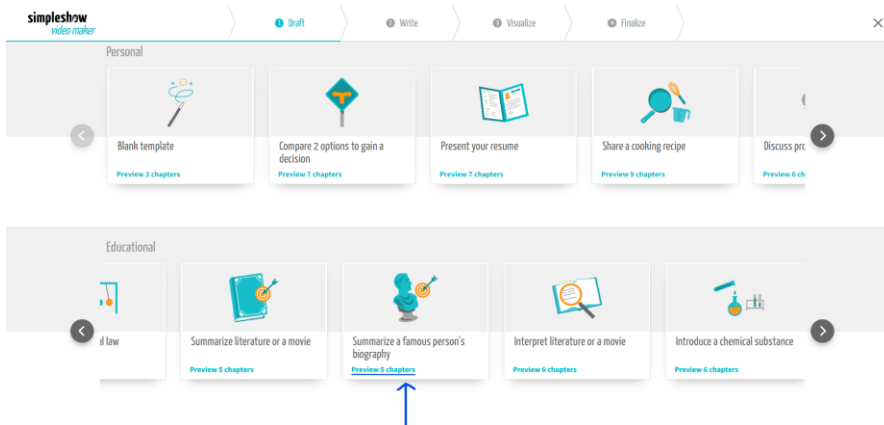 simpleshow
video maker
1 Draft
2 Write
3 Visualize
4 Finalize
Personal
Blank template
Preview 3 chapters
Compare 2 options to gain a
decision
Preview 7 chapters
Present your resume
Preview 7 chapters
Share a cooking recipe
Preview 9 chapters
Discuss pro
Preview 6 ch
Educational
l law
Summarize literature or a movie
Preview 5 chapters
Summarize a famous person's
biography
Preview 5 chapters
Interpret literature or a movie
Preview 6 chapters
Introduce a chemical substance
Preview 6 chapters